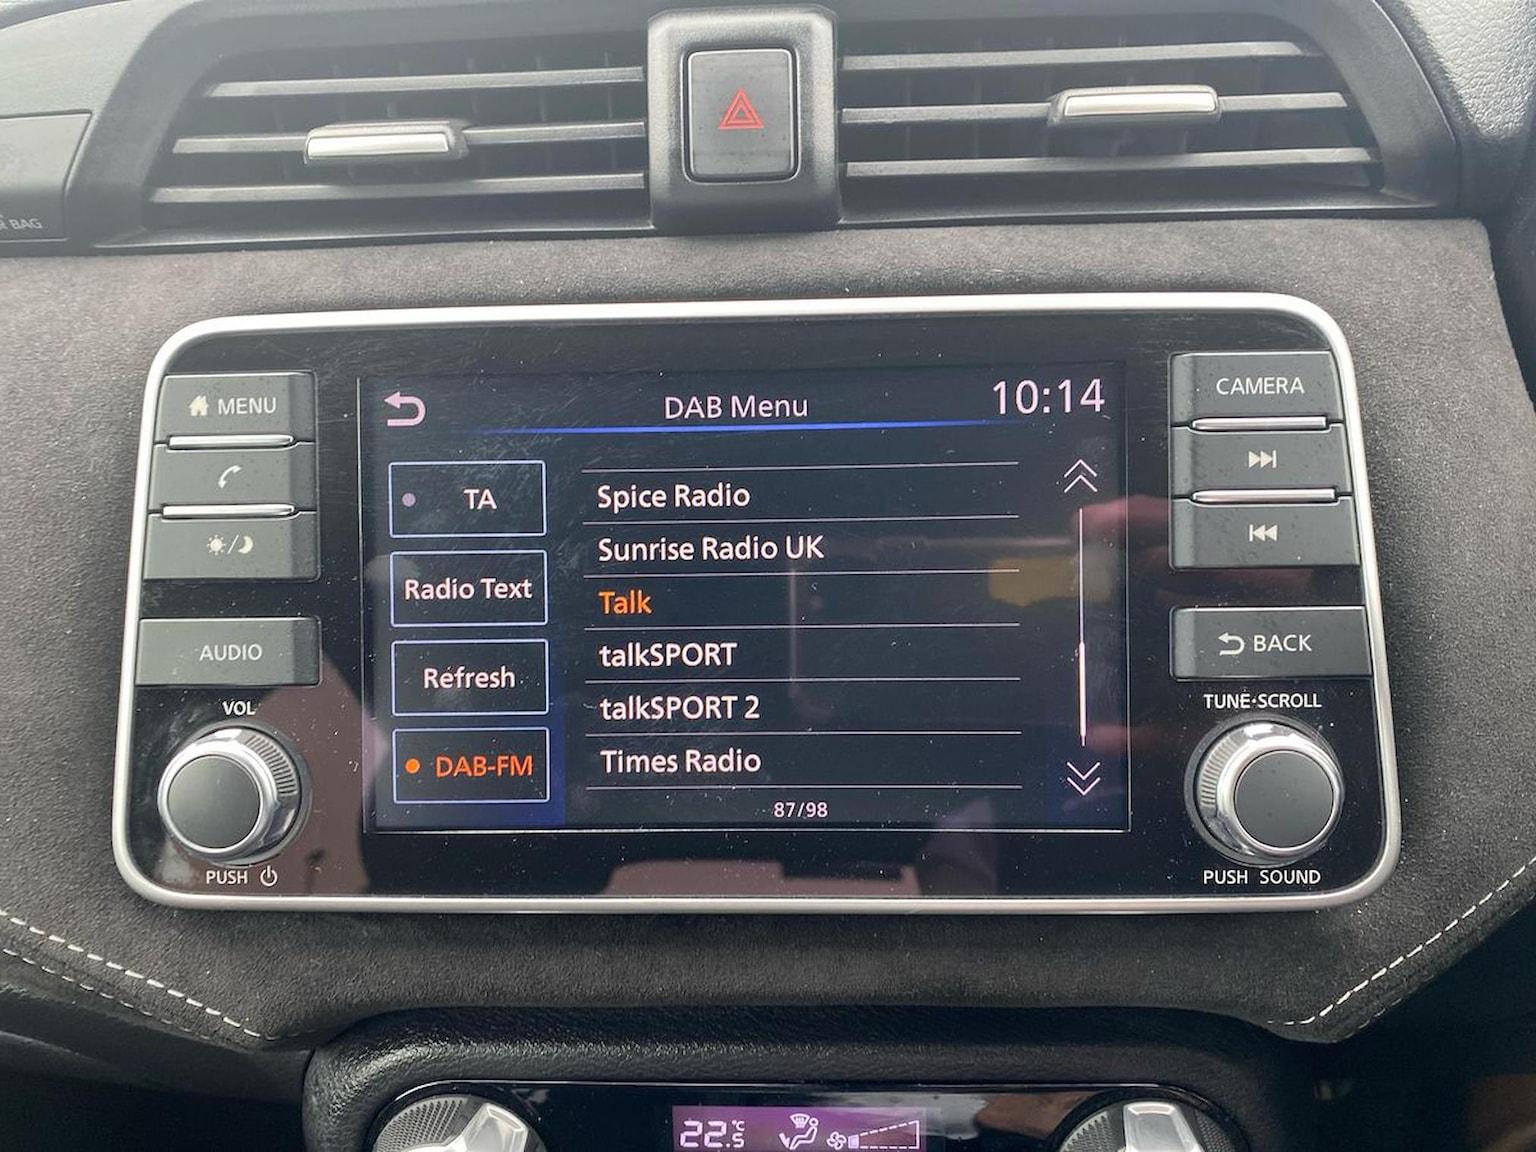 BAG
MENU
AUDIO
VOL
PUSH
DAB Menu
10:14
TA
Radio Text
Refresh
DAB-FM
Spice Radio
Sunrise Radio UK
Talk
talkSPORT
talkSPORT 2
Times Radio
87/98
CAMERA
BACK
TUNE•SCROLL
PUSH SOUND
22.5°C